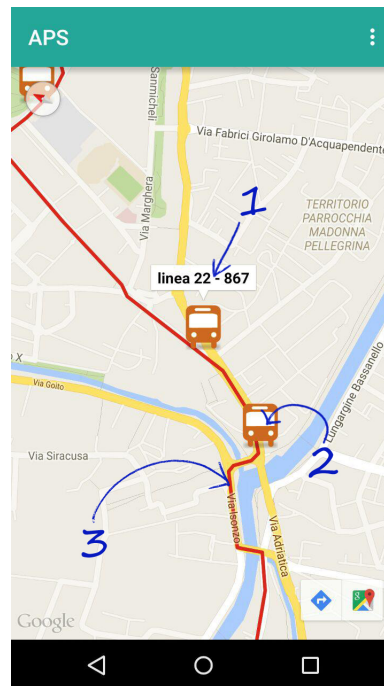 APS
Sanmicheli
Via Fabrici Girolamo D'Acquapendente
Via Marghera
1
TERRITORIO
PARROCCHIA
MADONNA
PELLEGRINA
linea 22 - 867
Lungargine Bassanello
Via Goito
Via Siracusa
2
Via Isonzo
Via Adriatica
3
Google